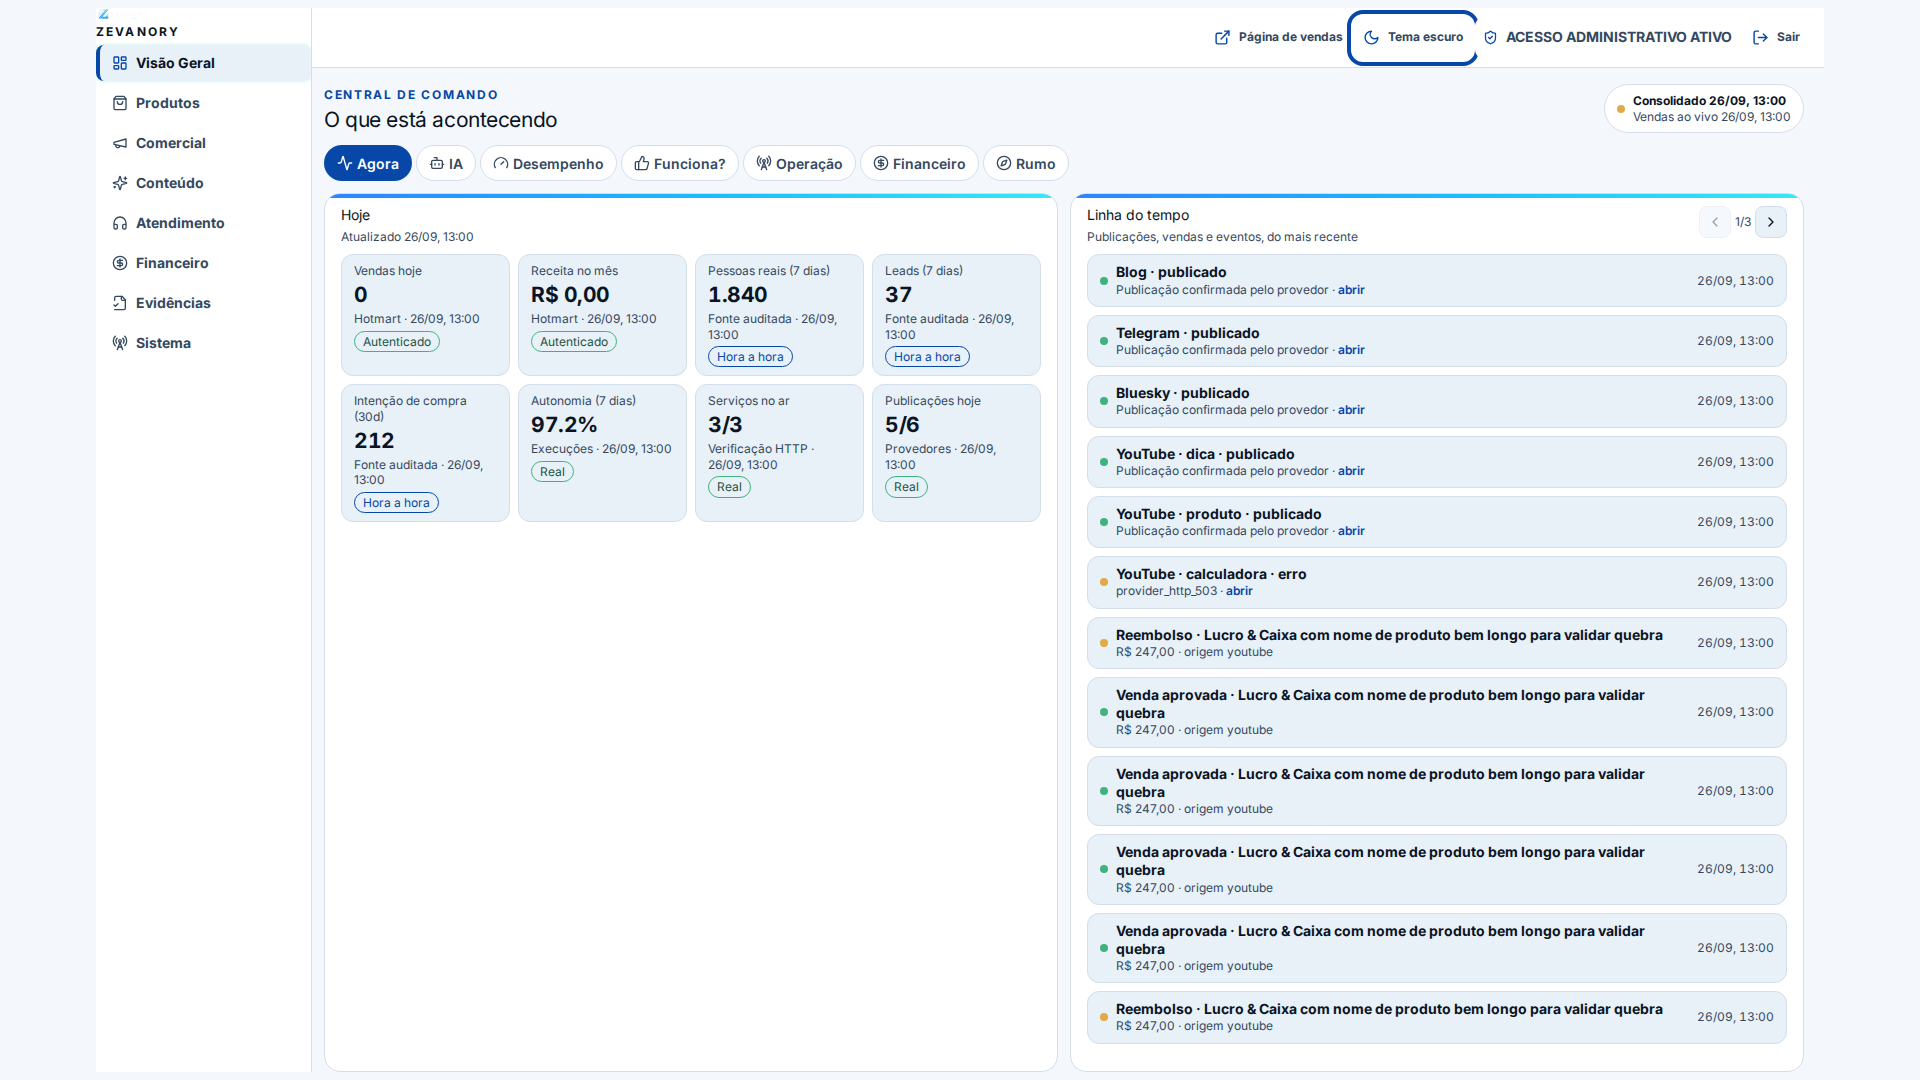 ZEVANORY
Visão Geral
Produtos
Comercial
Conteúdo
Atendimento
Financeiro
Evidências
Sistema
Página de vendas
Tema escuro
ACESSO ADMINISTRATIVO ATIVO
Sair
CENTRAL DE COMANDO
O que está acontecendo
Consolidado 26/09, 13:00
Vendas ao vivo 26/09, 13:00
Agora
IA
Desempenho
Funciona?
Operação
Financeiro
Rumo
Hoje
Atualizado 26/09, 13:00
Vendas hoje
0
Hotmart · 26/09, 13:00
Autenticado
Receita no mês
R$ 0,00
Hotmart · 26/09, 13:00
Autenticado
Pessoas reais (7 dias)
1.840
Fonte auditada · 26/09,
13:00
Hora a hora
Leads (7 dias)
37
Fonte auditada · 26/09,
13:00
Hora a hora
Intenção de compra
(30d)
212
Fonte auditada · 26/09,
13:00
Hora a hora
Autonomia (7 dias)
97.2%
Execuções · 26/09, 13:00
Real
Serviços no ar
3/3
Verificação HTTP ·
26/09, 13:00
Real
Publicações hoje
5/6
Provedores · 26/09,
13:00
Real
Linha do tempo
Publicações, vendas e eventos, do mais recente
1/3
Blog · publicado
Publicação confirmada pelo provedor · abrir
26/09, 13:00
Telegram · publicado
Publicação confirmada pelo provedor · abrir
26/09, 13:00
Bluesky · publicado
Publicação confirmada pelo provedor · abrir
26/09, 13:00
YouTube · dica · publicado
Publicação confirmada pelo provedor · abrir
26/09, 13:00
YouTube · produto · publicado
Publicação confirmada pelo provedor · abrir
26/09, 13:00
YouTube · calculadora · erro
provider_http_503 · abrir
26/09, 13:00
Reembolso · Lucro & Caixa com nome de produto bem longo para validar quebra
R$ 247,00 · origem youtube
26/09, 13:00
Venda aprovada · Lucro & Caixa com nome de produto bem longo para validar
quebra
R$ 247,00 · origem youtube
26/09, 13:00
Venda aprovada · Lucro & Caixa com nome de produto bem longo para validar
quebra
R$ 247,00 · origem youtube
26/09, 13:00
Venda aprovada · Lucro & Caixa com nome de produto bem longo para validar
quebra
R$ 247,00 · origem youtube
26/09, 13:00
Venda aprovada · Lucro & Caixa com nome de produto bem longo para validar
quebra
R$ 247,00 · origem youtube
26/09, 13:00
Reembolso · Lucro & Caixa com nome de produto bem longo para validar quebra
R$ 247,00 · origem youtube
26/09, 13:00